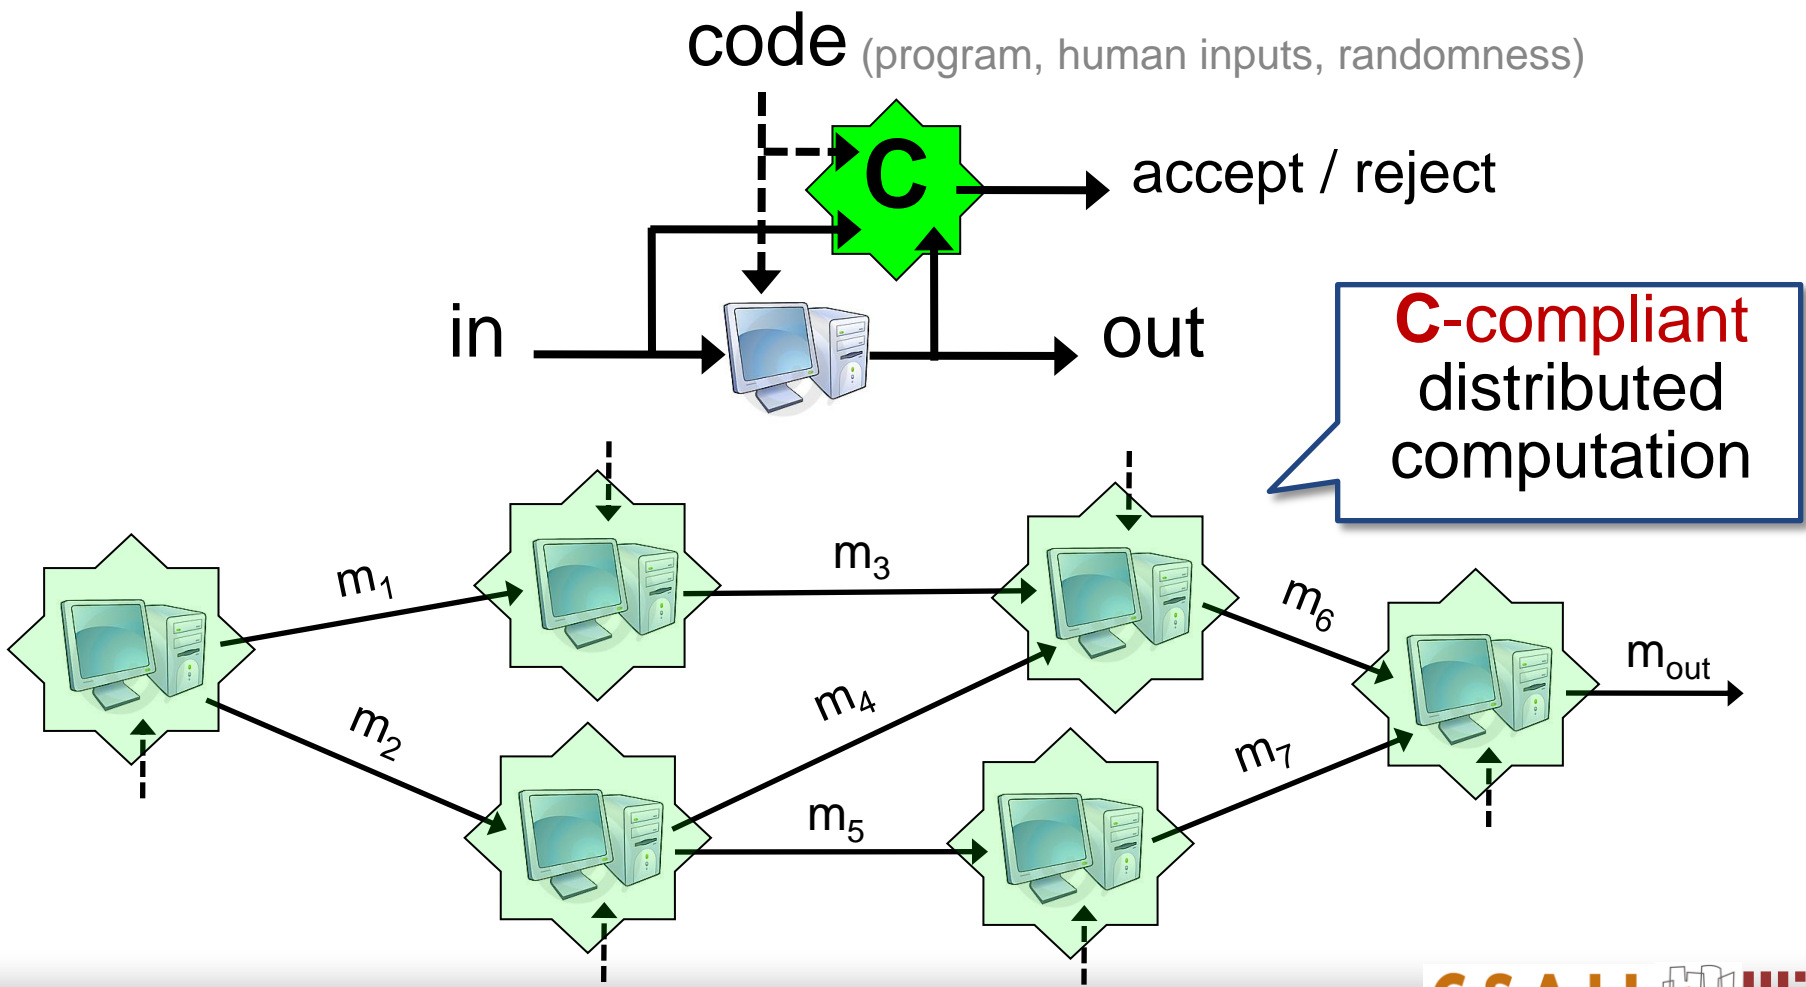 code (program, human inputs, randomness)
C
accept / reject
in
out
C-compliant
distributed
computation
m1
m3
m6
m2
m4
mout
m5
m7
CSAIL